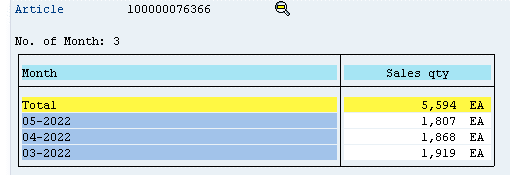 Article 100000076366
No. of Month: 3
Month Sales qty
Total 5,594 EA
05-2022 1,807 EA
04-2022 1,868 EA
03-2022 1,919 EA